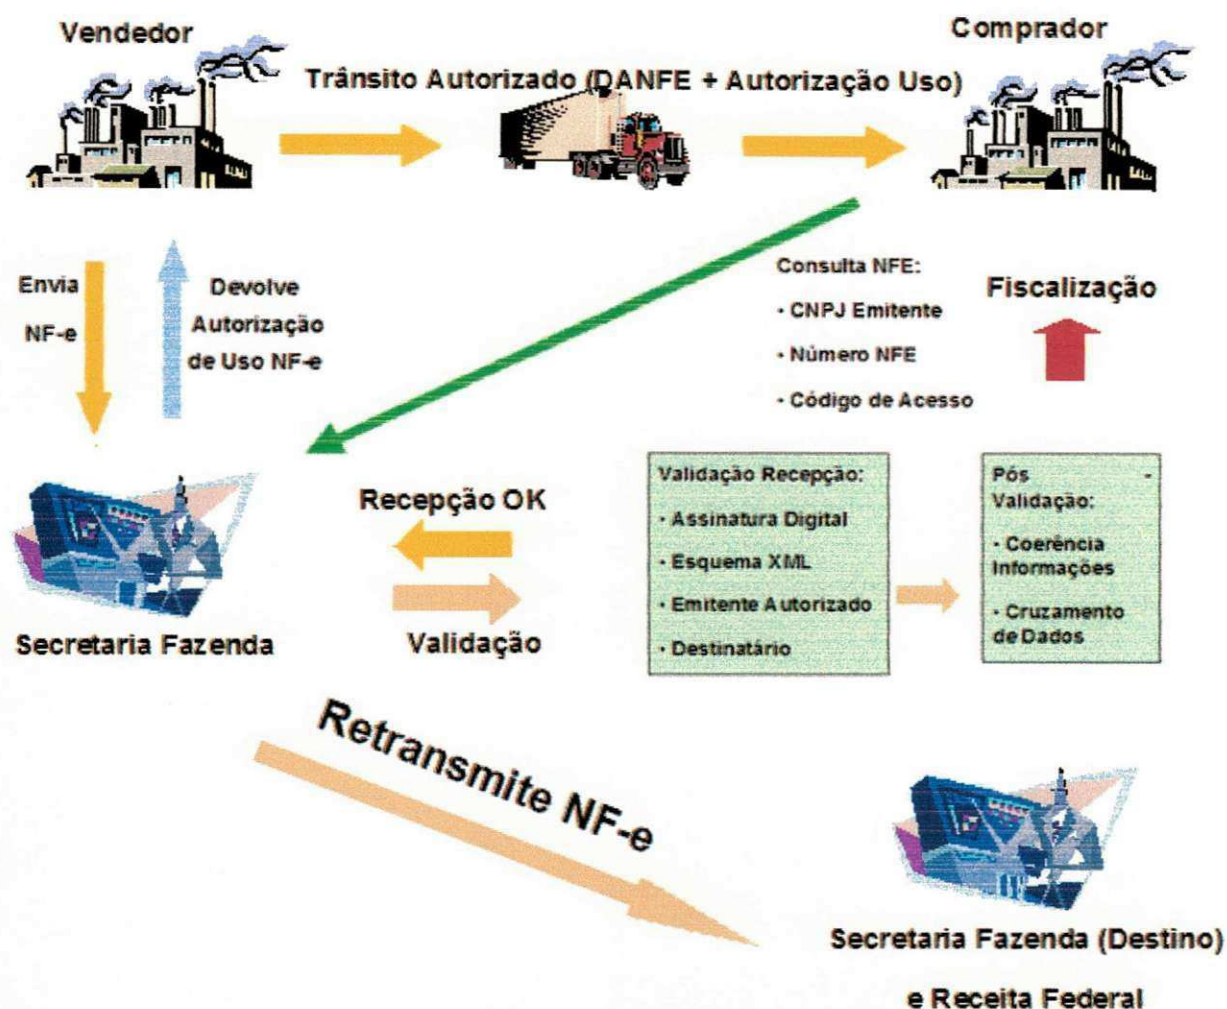 Vendedor
Comprador
Trânsito Autorizado (DANFE + Autorização Uso)
Envia
NF-e
Devolve
Autorização
de Uso NF-e
Consulta NFE:
· CNPJ Emitente
· Número NFE
· Código de Acesso
Fiscalização
Secretaria Fazenda
Recepção OK
Validação
Validação Recepção:
· Assinatura Digital
· Esquema XML
· Emitente Autorizado
· Destinatário
Pós -
Validação:
· Coerência
Informações
· Cruzamento
de Dados
Retransmite NF-e
Secretaria Fazenda (Destino)
e Receita Federal